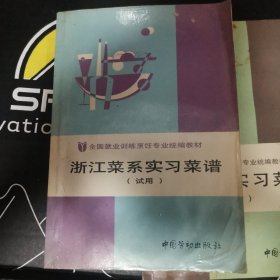 全国就业训练烹饪专业统编教材
浙江菜系实习菜谱
（试用）
中国劳动出版社
SP
vation
专业统编教
实习菜
）